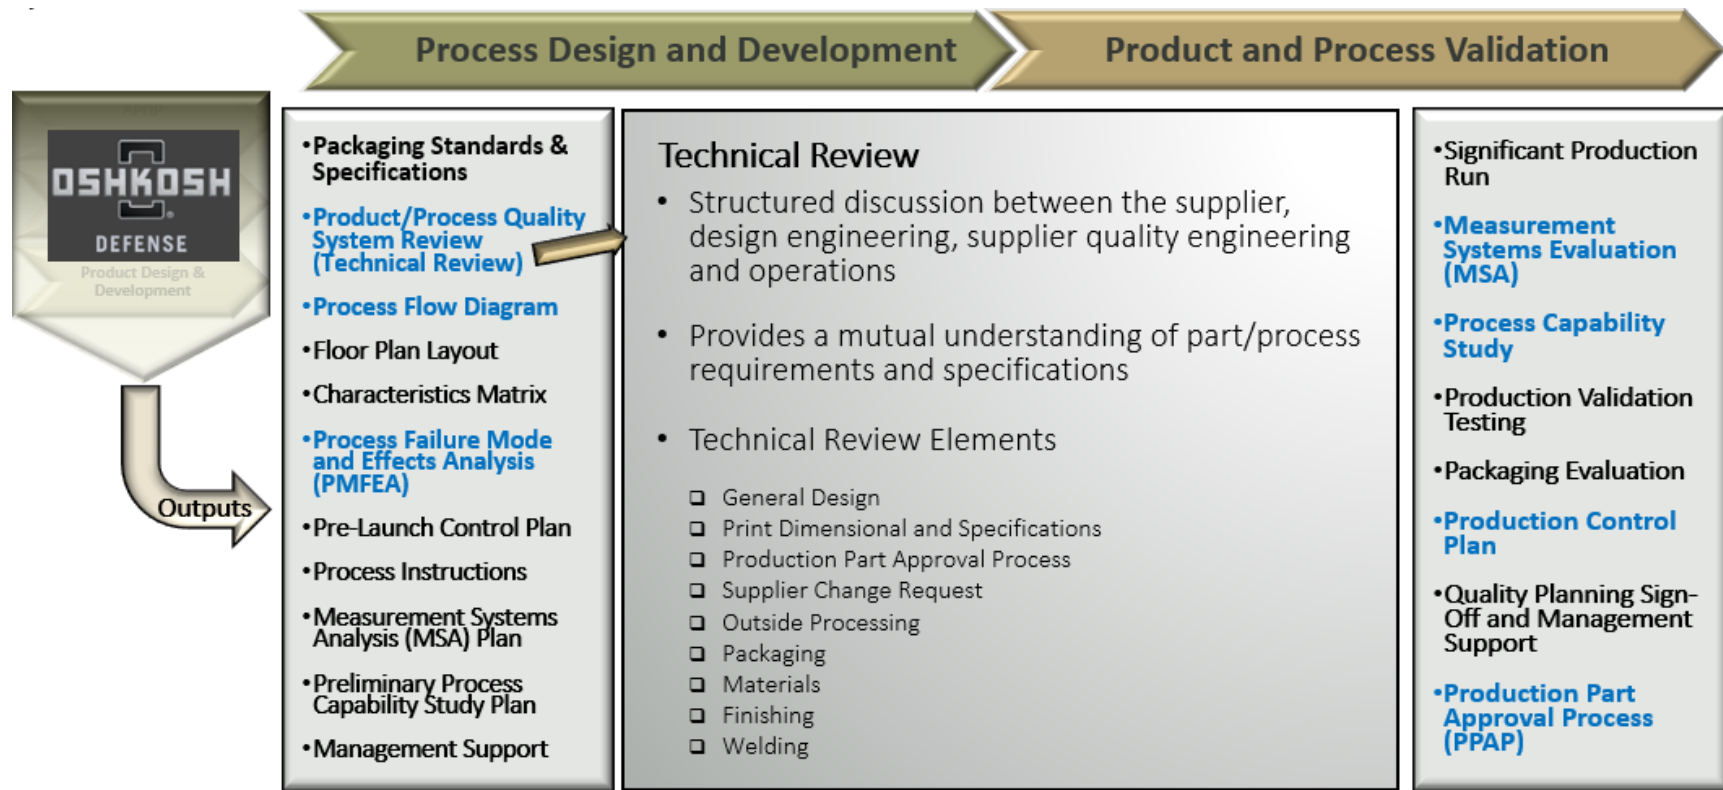 Process Design and Development
Product and Process Validation
OSHKOSH
®
DEFENSE
Product Design &
Development
Outputs
•Packaging Standards &
Specifications
•Product/Process Quality
System Review
(Technical Review)
•Process Flow Diagram
•Floor Plan Layout
•Characteristics Matrix
•Process Failure Mode
and Effects Analysis
(PMFEA)
•Pre-Launch Control Plan
•Process Instructions
•Measurement Systems
Analysis (MSA) Plan
•Preliminary Process
Capability Study Plan
•Management Support
Technical Review
• Structured discussion between the supplier,
design engineering, supplier quality engineering
and operations
• Provides a mutual understanding of part/process
requirements and specifications
• Technical Review Elements
❑ General Design
❑ Print Dimensional and Specifications
❑ Production Part Approval Process
❑ Supplier Change Request
❑ Outside Processing
❑ Packaging
❑ Materials
❑ Finishing
❑ Welding
•Significant Production
Run
•Measurement
Systems Evaluation
(MSA)
•Process Capability
Study
•Production Validation
Testing
•Packaging Evaluation
•Production Control
Plan
•Quality Planning Sign-
Off and Management
Support
•Production Part
Approval Process
(PPAP)